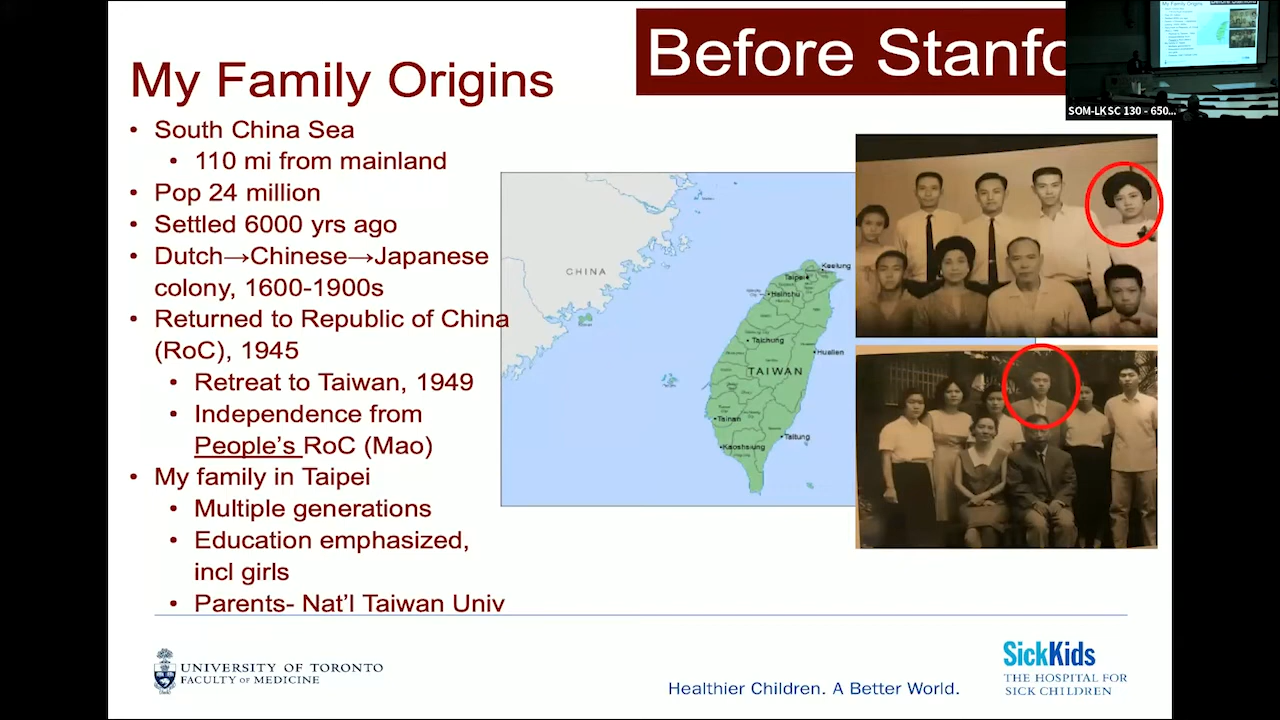 Before Stanfo
My Family Origins
SOM-LKSC 130 - 650...
• South China Sea
• 110 mi from mainland
• Pop 24 million
• Settled 6000 yrs ago
• Dutch→Chinese→Japanese
colony, 1600-1900s
• Returned to Republic of China
(RoC), 1945
• Retreat to Taiwan, 1949
• Independence from
People's RoC (Mao)
• My family in Taipei
• Multiple generations
• Education emphasized,
incl girls
• Parents- Nat'l Taiwan Univ
CHINA
Keelung
Taipei
Hsinchu
Taichung
Hualien
TAIWAN
Tainan
Taitung
Kaohsiung
UNIVERSITY OF TORONTO
FACULTY OF MEDICINE
Healthier Children. A Better World.
SickKids
THE HOSPITAL FOR
SICK CHILDREN